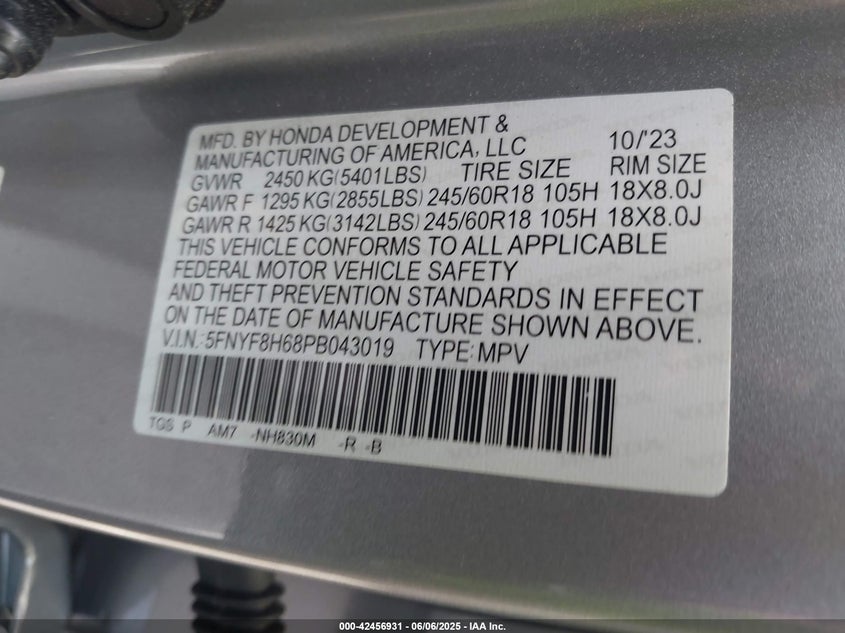 MFD. BY HONDA DEVELOPMENT &
MANUFACTURING OF AMERICA, LLC 10/'23
GVWR 2450 KG(5401LBS) TIRE SIZE RIM SIZE
GAWR F 1295 KG(2855LBS) 245/60R18 105H 18X8.0J
GAWR R 1425 KG(3142LBS) 245/60R18 105H 18X8.0J
THIS VEHICLE CONFORMS TO ALL APPLICABLE
FEDERAL MOTOR VEHICLE SAFETY
AND THEFT PREVENTION STANDARDS IN EFFECT
ON THE DATE OF MANUFACTURE SHOWN ABOVE.
V.I.N.:5FNYF8H68PB043019 TYPE:MPV
TGS P AM7 -NH830M -R -B
000-42456931 - 06/06/2025 - IAA Inc.